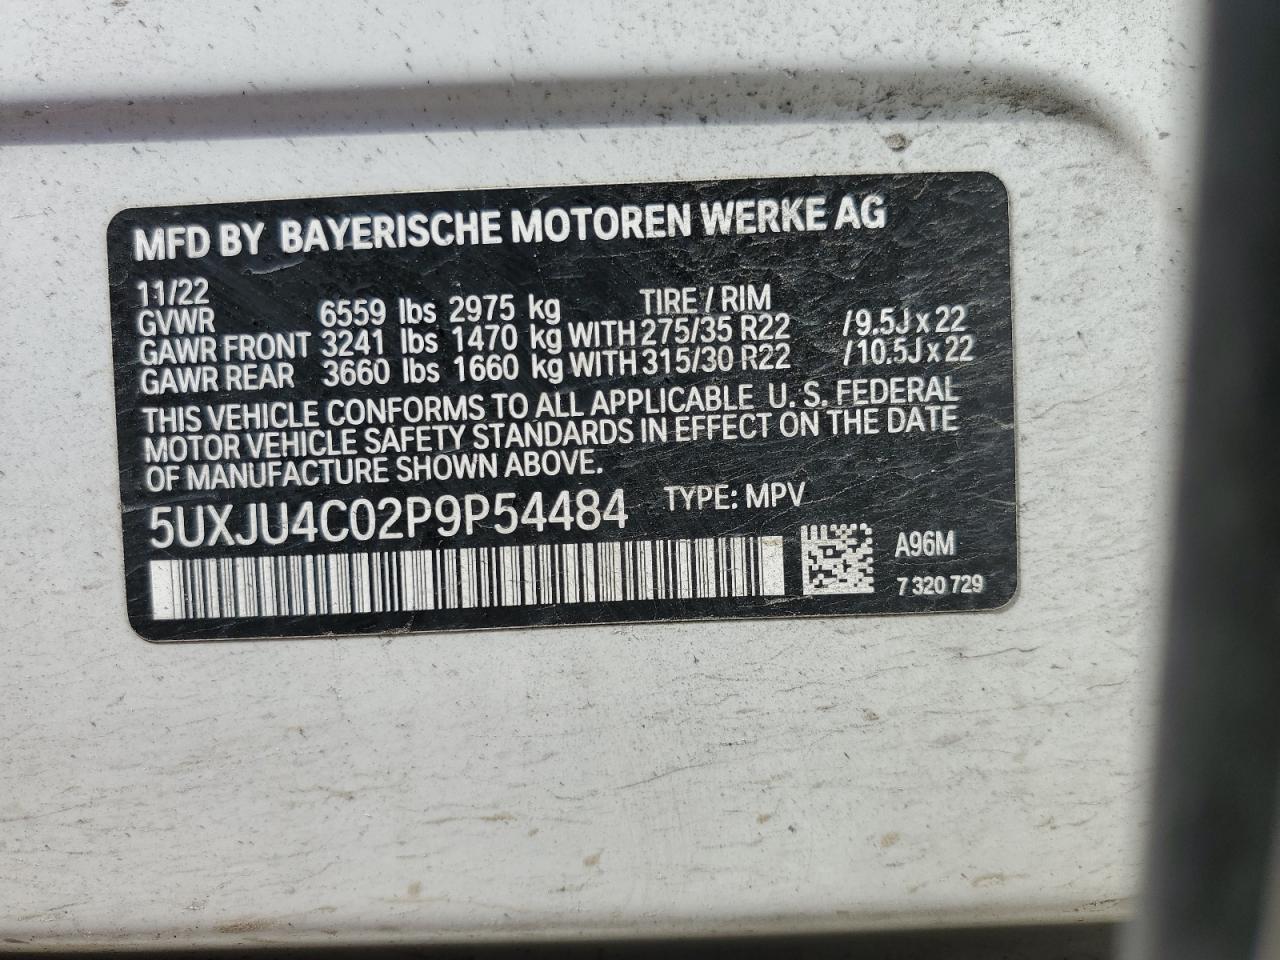 MFD BY BAYERISCHE MOTOREN WERKE AG
11/22
GVWR 6559 lbs 2975 kg TIRE / RIM
GAWR FRONT 3241 lbs 1470 kg WITH 275/35 R22 /9.5J x 22
GAWR REAR 3660 lbs 1660 kg WITH 315/30 R22 /10.5J x 22
THIS VEHICLE CONFORMS TO ALL APPLICABLE U. S. FEDERAL
MOTOR VEHICLE SAFETY STANDARDS IN EFFECT ON THE DATE
OF MANUFACTURE SHOWN ABOVE.
5UXJU4C02P9P54484 TYPE: MPV
A96M
7 320 729